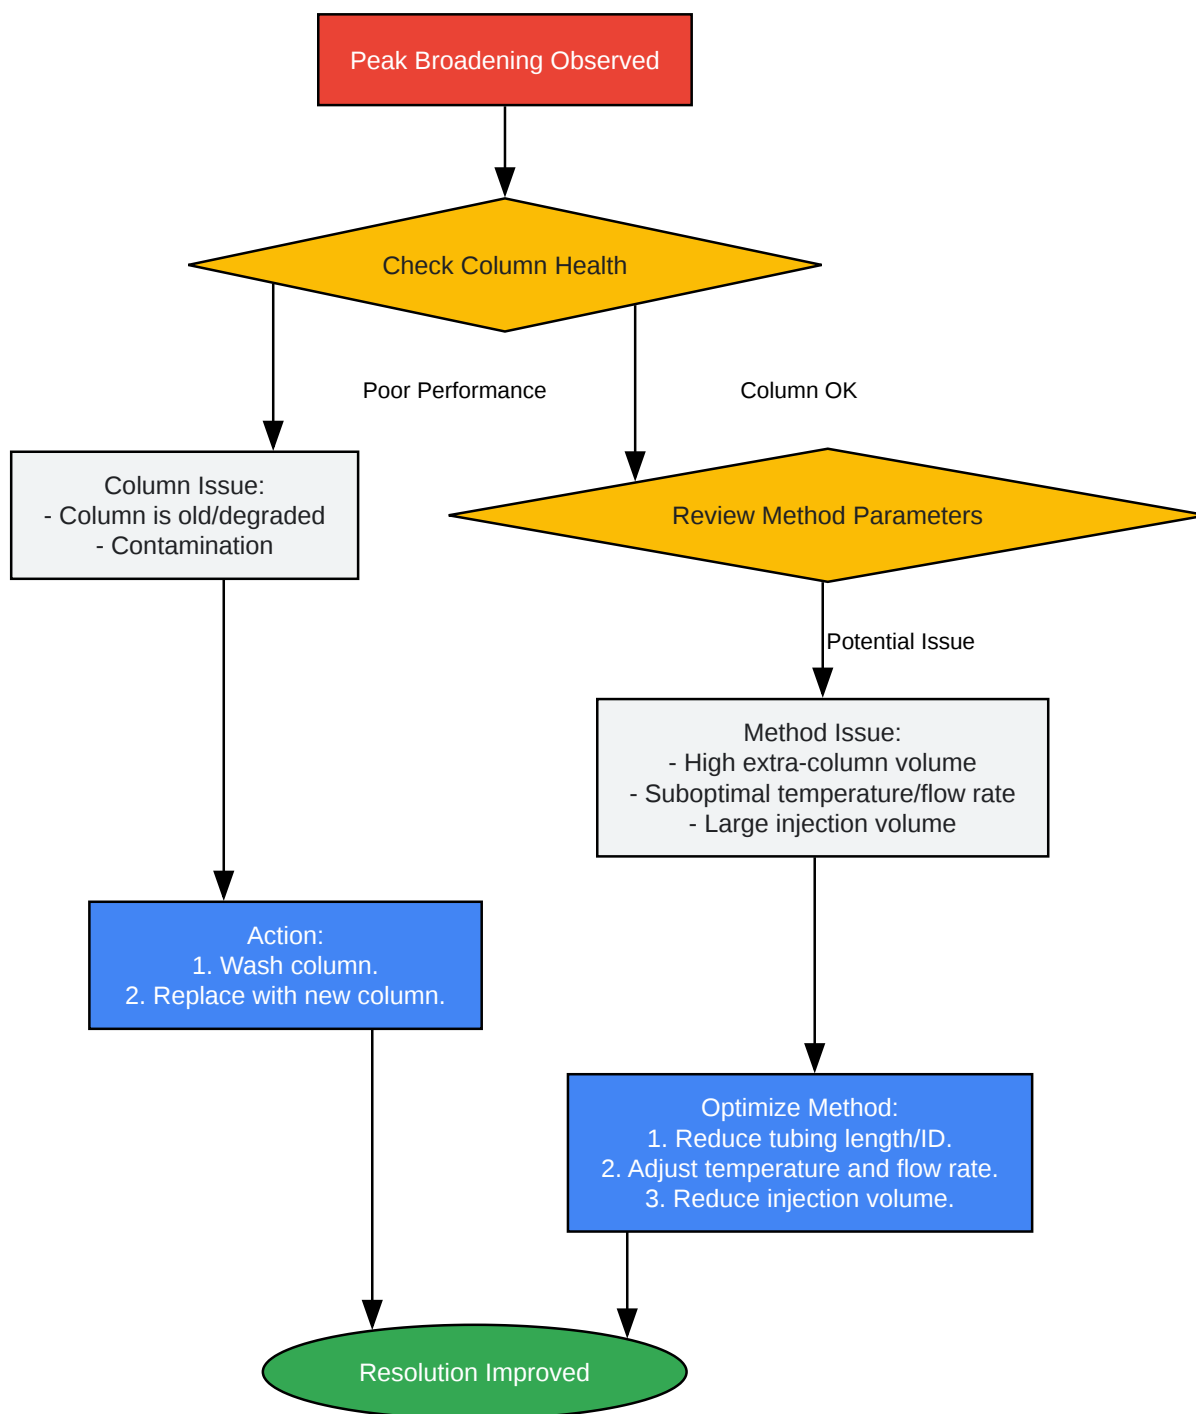 Peak Broadening Observed
Check Column Health
Poor Performance
Column OK
Column Issue:
- Column is old/degraded
- Contamination
Review Method Parameters
Potential Issue
Method Issue:
- High extra-column volume
- Suboptimal temperature/flow rate
- Large injection volume
Action:
1. Wash column.
2. Replace with new column.
Optimize Method:
1. Reduce tubing length/ID.
2. Adjust temperature and flow rate.
3. Reduce injection volume.
Resolution Improved